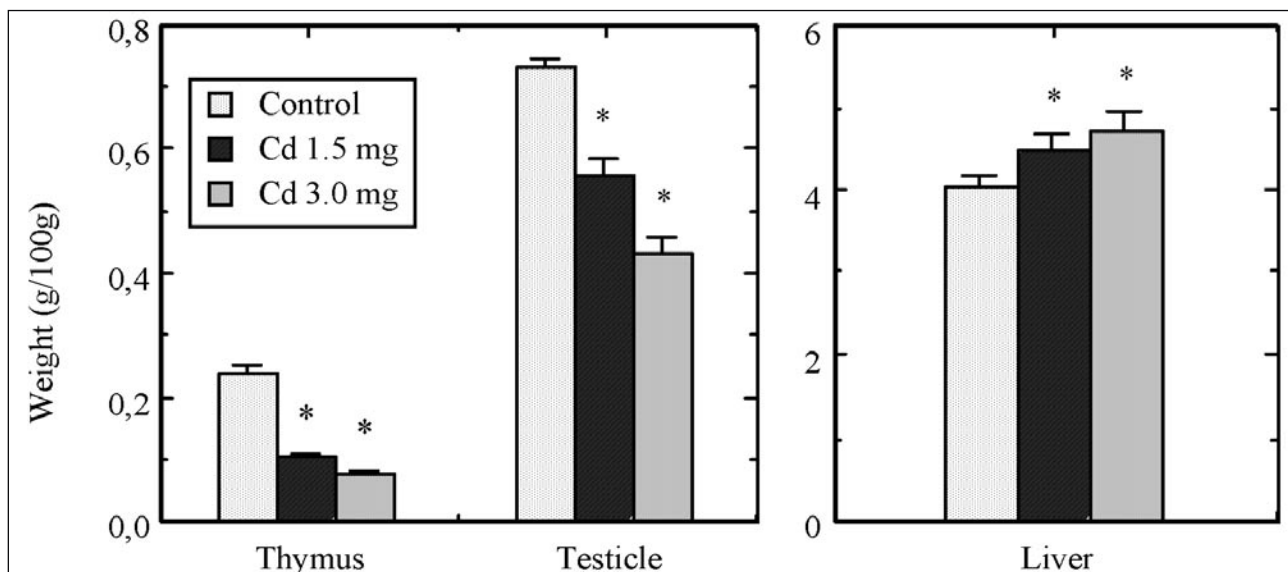 Weight (g/100g)
0,8
0,6
0,4
0,2
0,0
Control
Cd 1.5 mg
Cd 3.0 mg
*
*
*
*
Thymus
Testicle
6
4
2
0
*
*
Liver